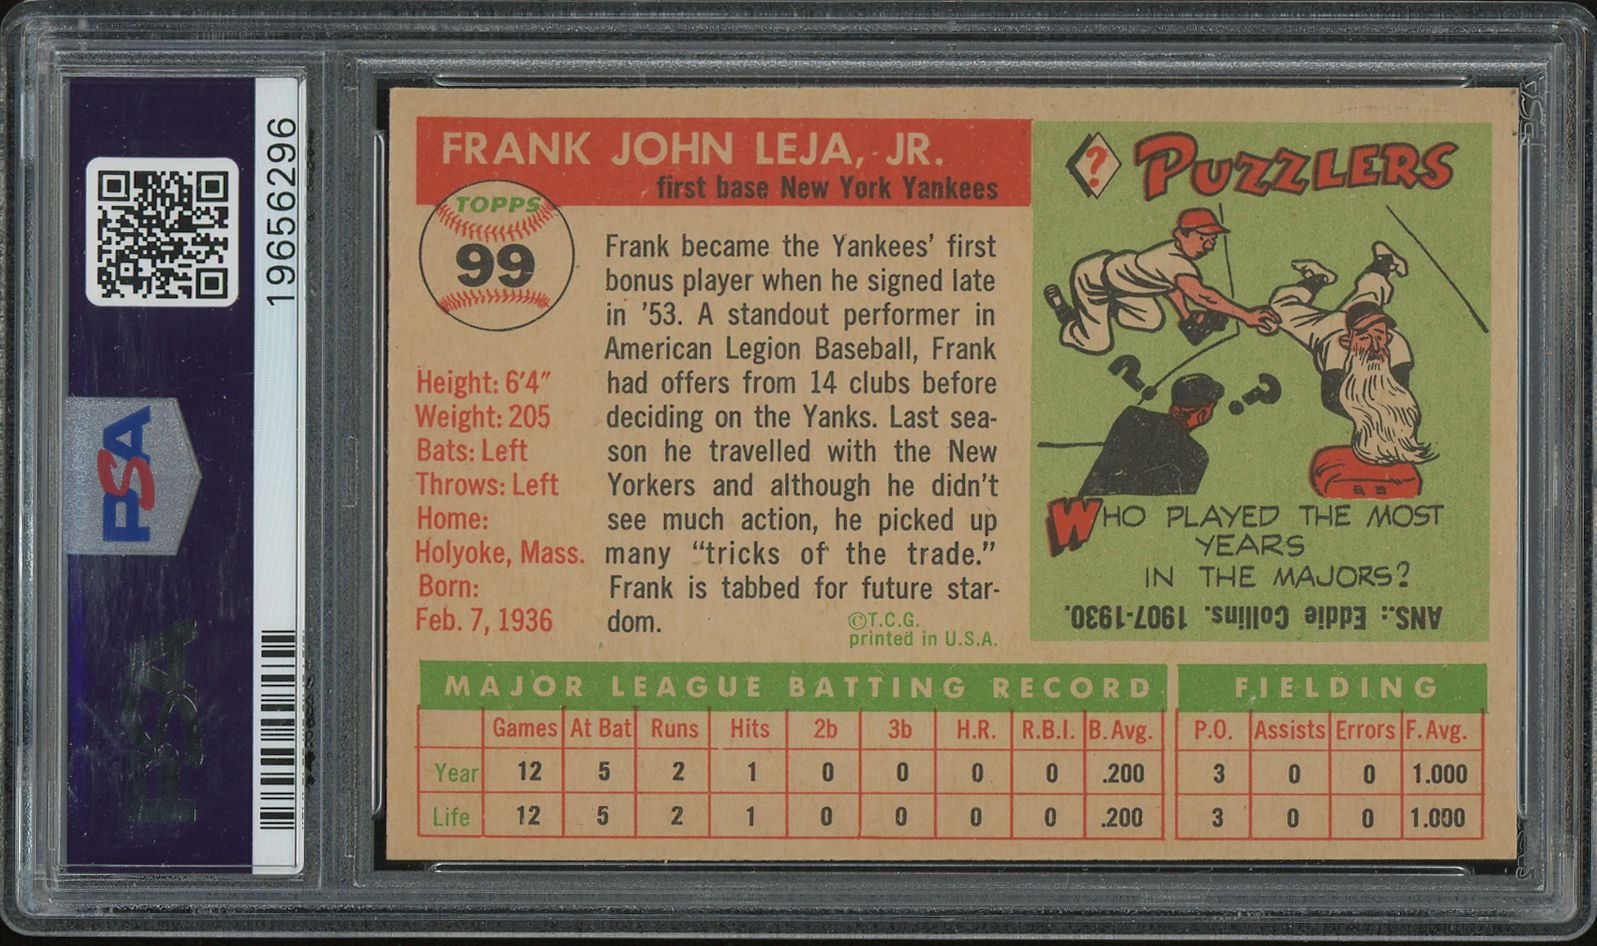 19656296
PSA
PSA
FRANK JOHN LEJA, JR.
first base New York Yankees
TOPPS
99
Height: 6'4"
Weight: 205
Bats: Left
Throws: Left
Home:
Holyoke, Mass.
Born:
Feb. 7, 1936
Frank became the Yankees' first
bonus player when he signed late
in '53. A standout performer in
American Legion Baseball, Frank
had offers from 14 clubs before
deciding on the Yanks. Last sea-
son he travelled with the New
Yorkers and although he didn't
see much action, he picked up
many "tricks of the trade."
Frank is tabbed for future star-
dom.
©T.C.G.
printed in U.S.A.
? PUZZLERS
? ?
WHO PLAYED THE MOST
YEARS
IN THE MAJORS?
ANS.: Eddie Collins. 1907-1930.
MAJOR LEAGUE BATTING RECORD FIELDING
Games At Bat Runs Hits 2b 3b H.R. R.B.I. B. Avg. P.O. Assists Errors F. Avg.
Year 12 5 2 1 0 0 0 0 .200 3 0 0 1.000
Life 12 5 2 1 0 0 0 0 .200 3 0 0 1.000